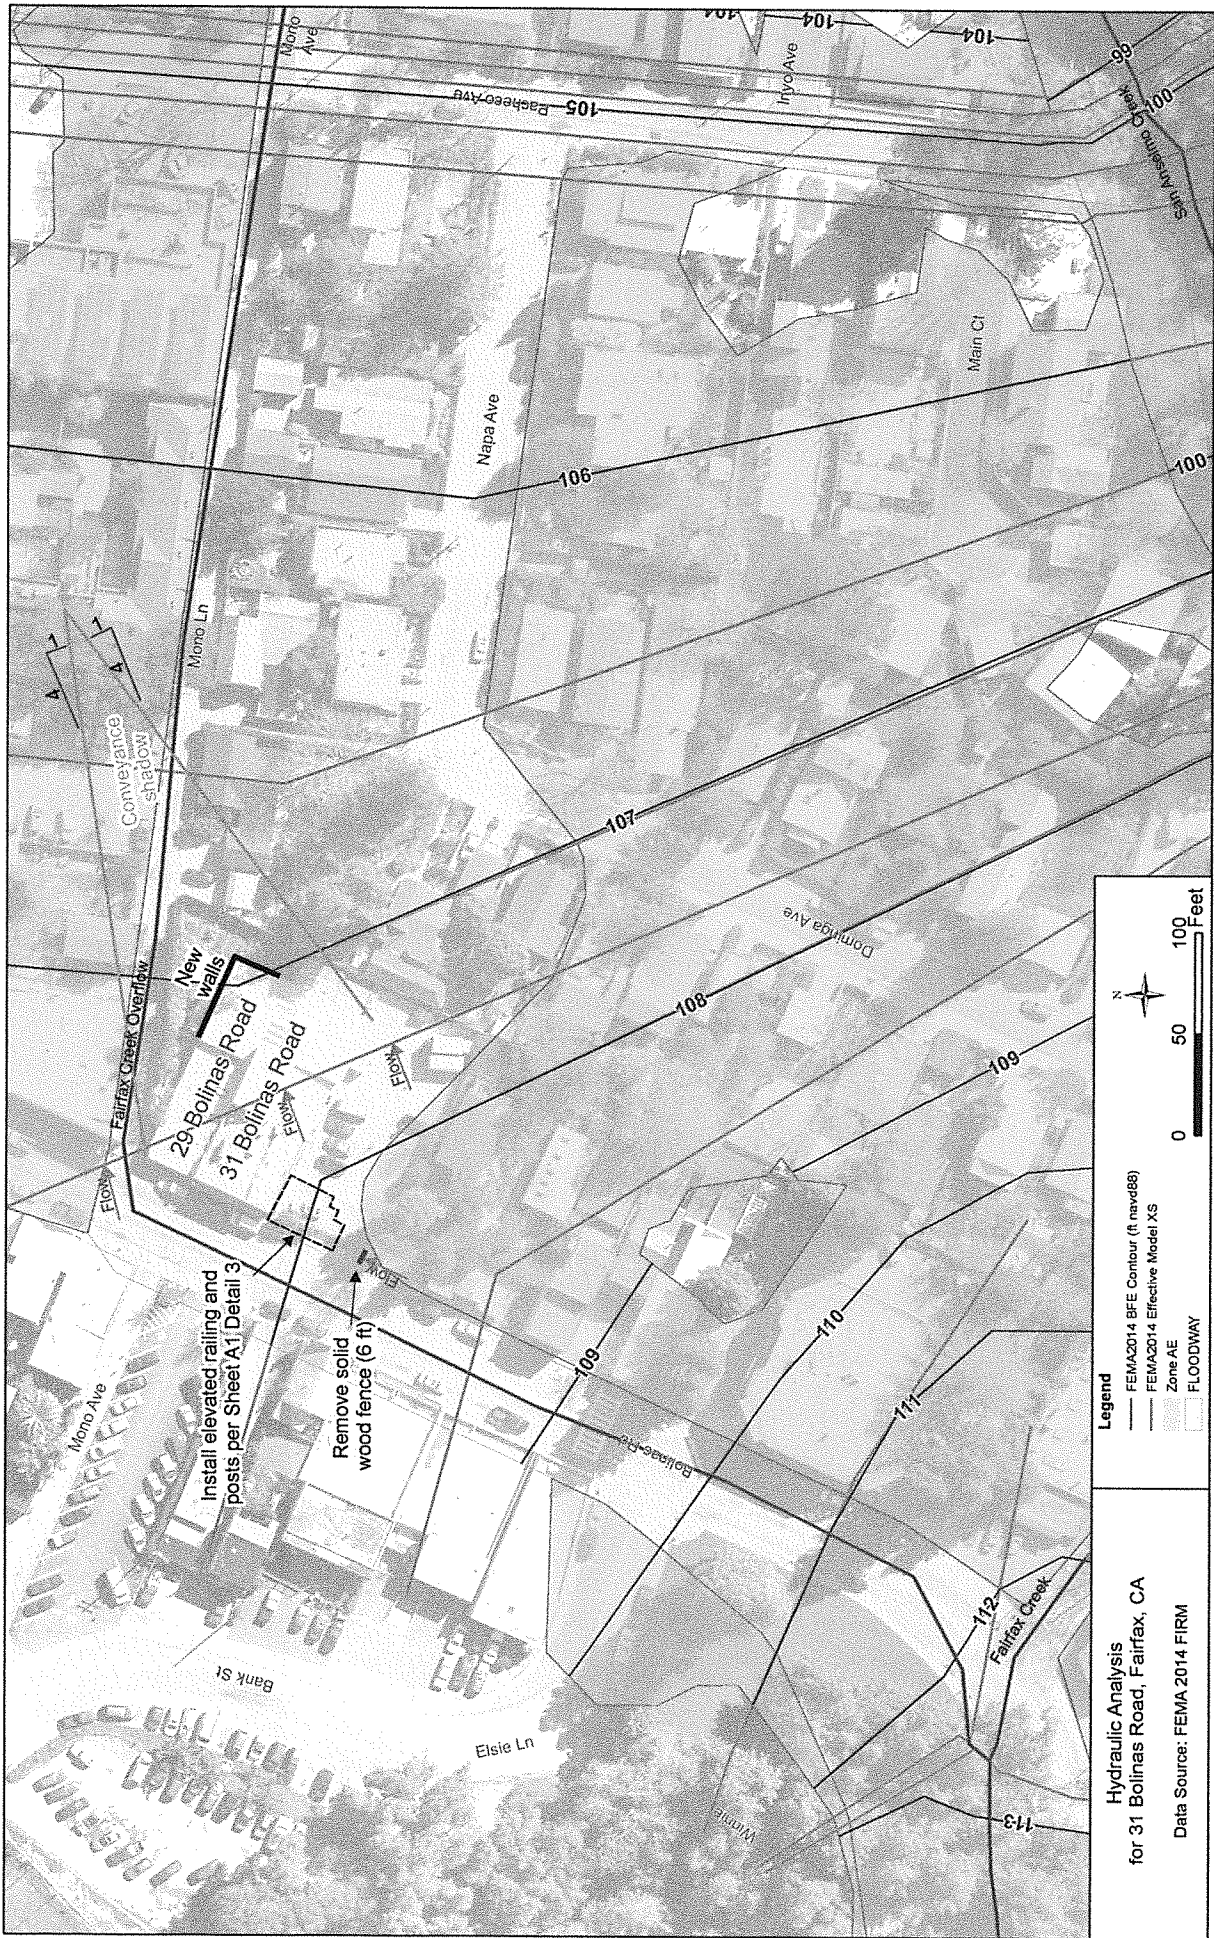 Mono
Ave
104
104
104
99
100
Pacheco Ave
105
Inyo Ave
San Anselmo Creek
Main Ct
Napa Ave
106
100
Mono Ln
1
4
1
4
Conveyance
shadow
107
Fairfax Creek Overflow
New
walls
29 Bolinas Road
31 Bolinas Road
Flow
Flow
Flow
Flow
Dominga Ave
108
109
Install elevated railing and
posts per Sheet A1 Detail 3
Remove solid
wood fence (6 ft)
Mono Ave
109
110
111
Bolinas Rd
Bank St
Elsie Ln
112
Fairfax Creek
113
N
0 50 100
Feet
Legend
FEMA2014 BFE Contour (ft navd88)
FEMA2014 Effective Model XS
Zone AE
FLOODWAY
Hydraulic Analysis
for 31 Bolinas Road, Fairfax, CA
Data Source: FEMA 2014 FIRM